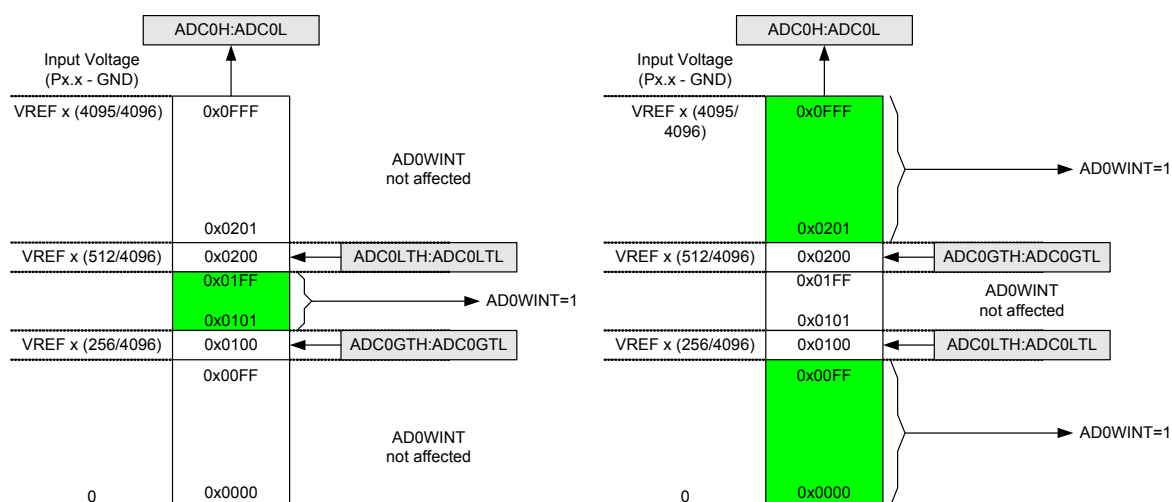 ADC0H:ADC0L
Input Voltage
(Px.x - GND)
VREF x (4095/4096)
0x0FFF
AD0WINT
not affected
0x0201
VREF x (512/4096)
0x0200
ADC0LTH:ADC0LTL
0x01FF
AD0WINT=1
0x0101
VREF x (256/4096)
0x0100
ADC0GTH:ADC0GTL
0x00FF
AD0WINT
not affected
0
0x0000
ADC0H:ADC0L
Input Voltage
(Px.x - GND)
VREF x (4095/
4096)
0x0FFF
AD0WINT=1
0x0201
VREF x (512/4096)
0x0200
ADC0GTH:ADC0GTL
0x01FF
AD0WINT
not affected
0x0101
VREF x (256/4096)
0x0100
ADC0LTH:ADC0LTL
0x00FF
AD0WINT=1
0
0x0000